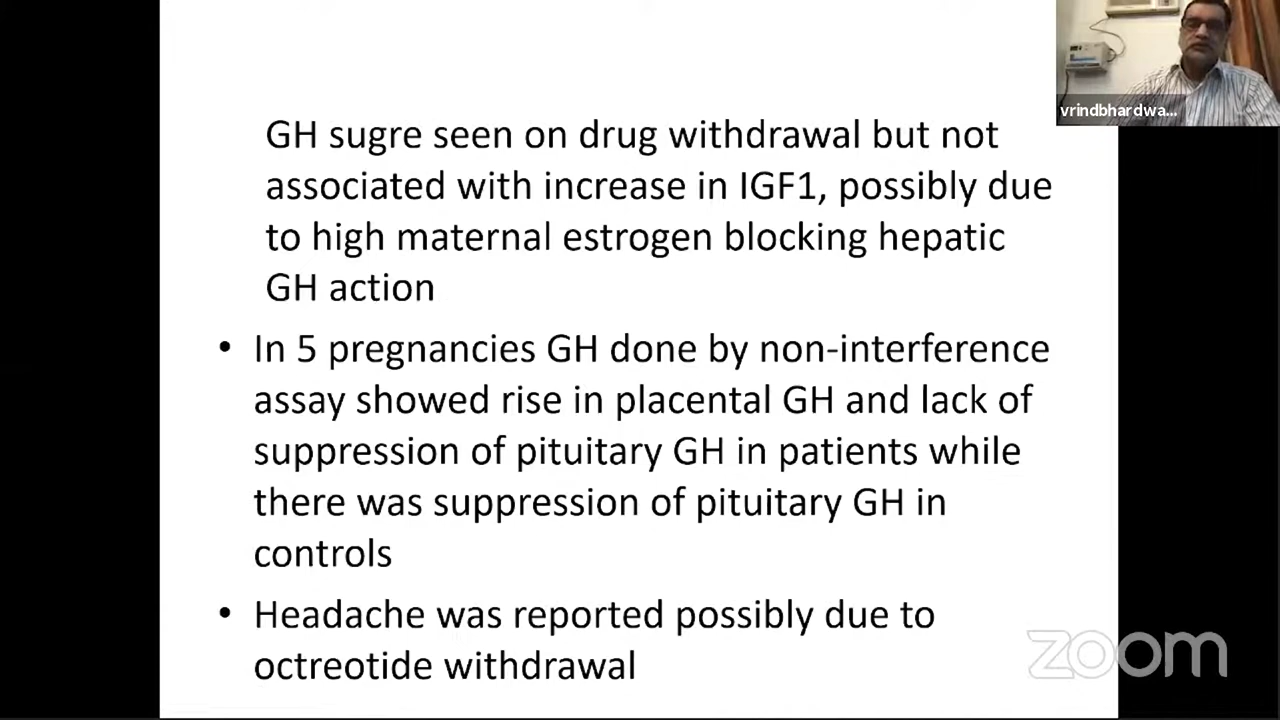 vrindbhardwa...
GH sugre seen on drug withdrawal but not
associated with increase in IGF1, possibly due
to high maternal estrogen blocking hepatic
GH action
• In 5 pregnancies GH done by non-interference
assay showed rise in placental GH and lack of
suppression of pituitary GH in patients while
there was suppression of pituitary GH in
controls
• Headache was reported possibly due to
octreotide withdrawal
zoom